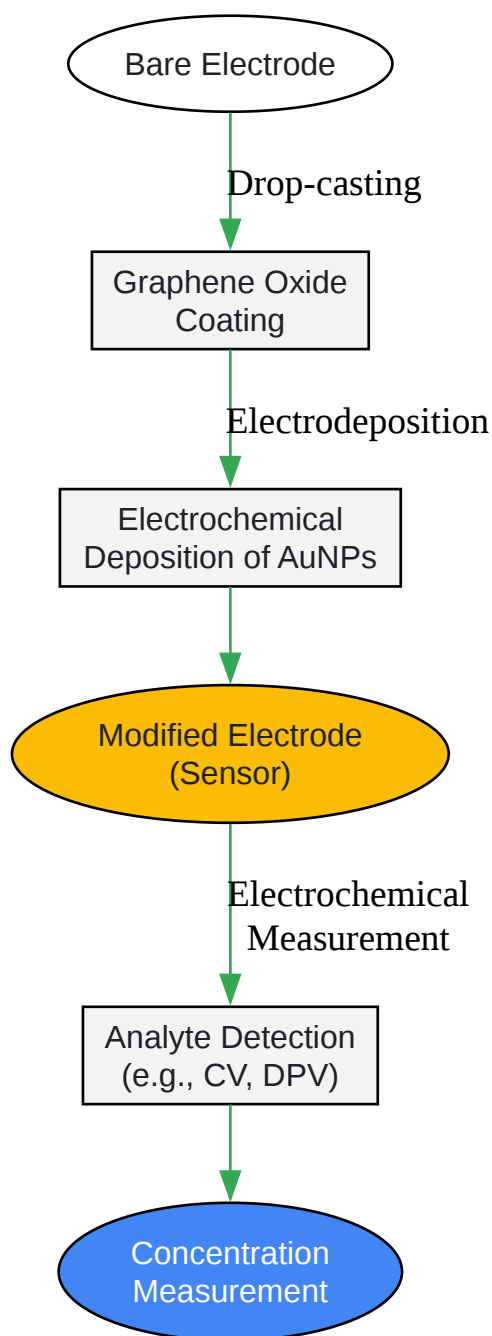 Bare Electrode
Drop-casting
Graphene Oxide
Coating
Electrodeposition
Electrochemical
Deposition of AuNPs
Modified Electrode
(Sensor)
Electrochemical
Measurement
Analyte Detection
(e.g., CV, DPV)
Concentration
Measurement